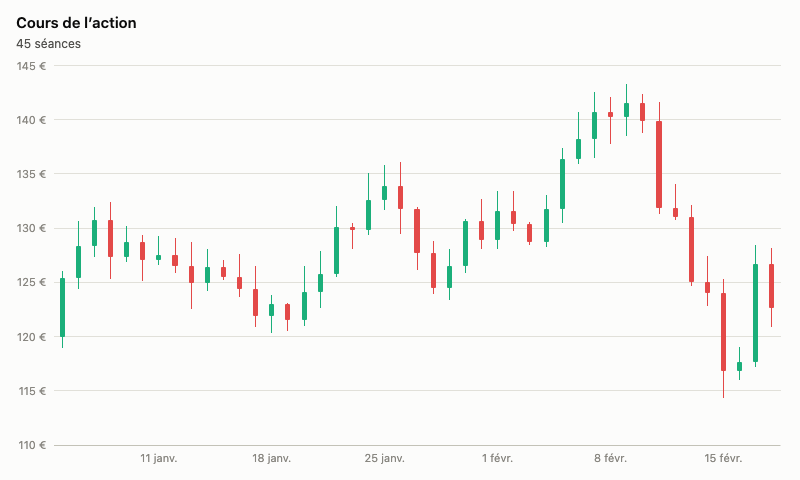 Cours de l’action
45 séances
145 €
140 €
135 €
130 €
125 €
120 €
115 €
110 €
11 janv.
18 janv.
25 janv.
1 févr.
8 févr.
15 févr.